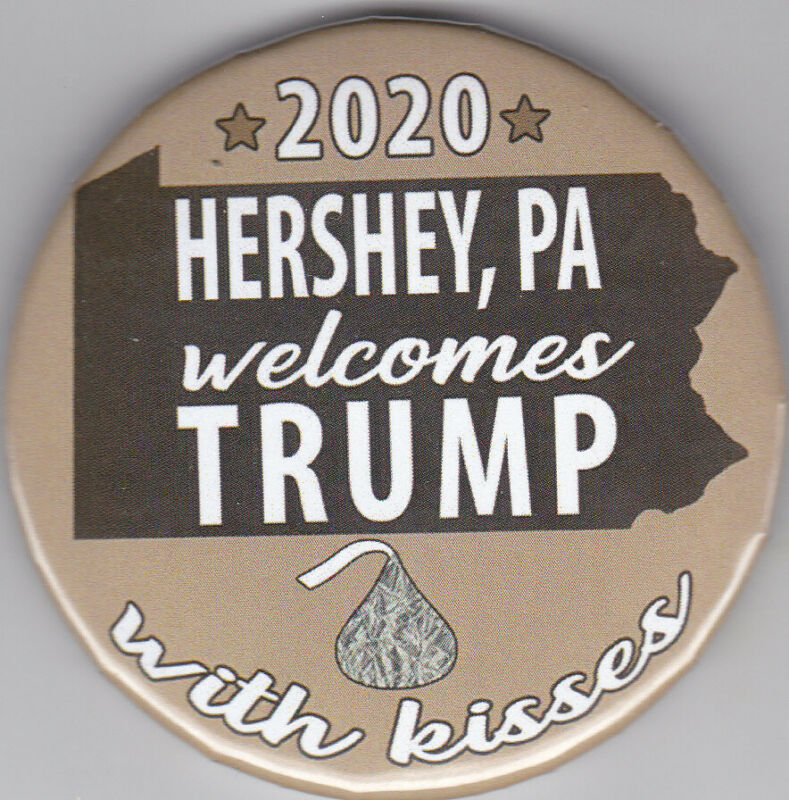 2020
HERSHEY, PA
welcomes
TRUMP
with kisses